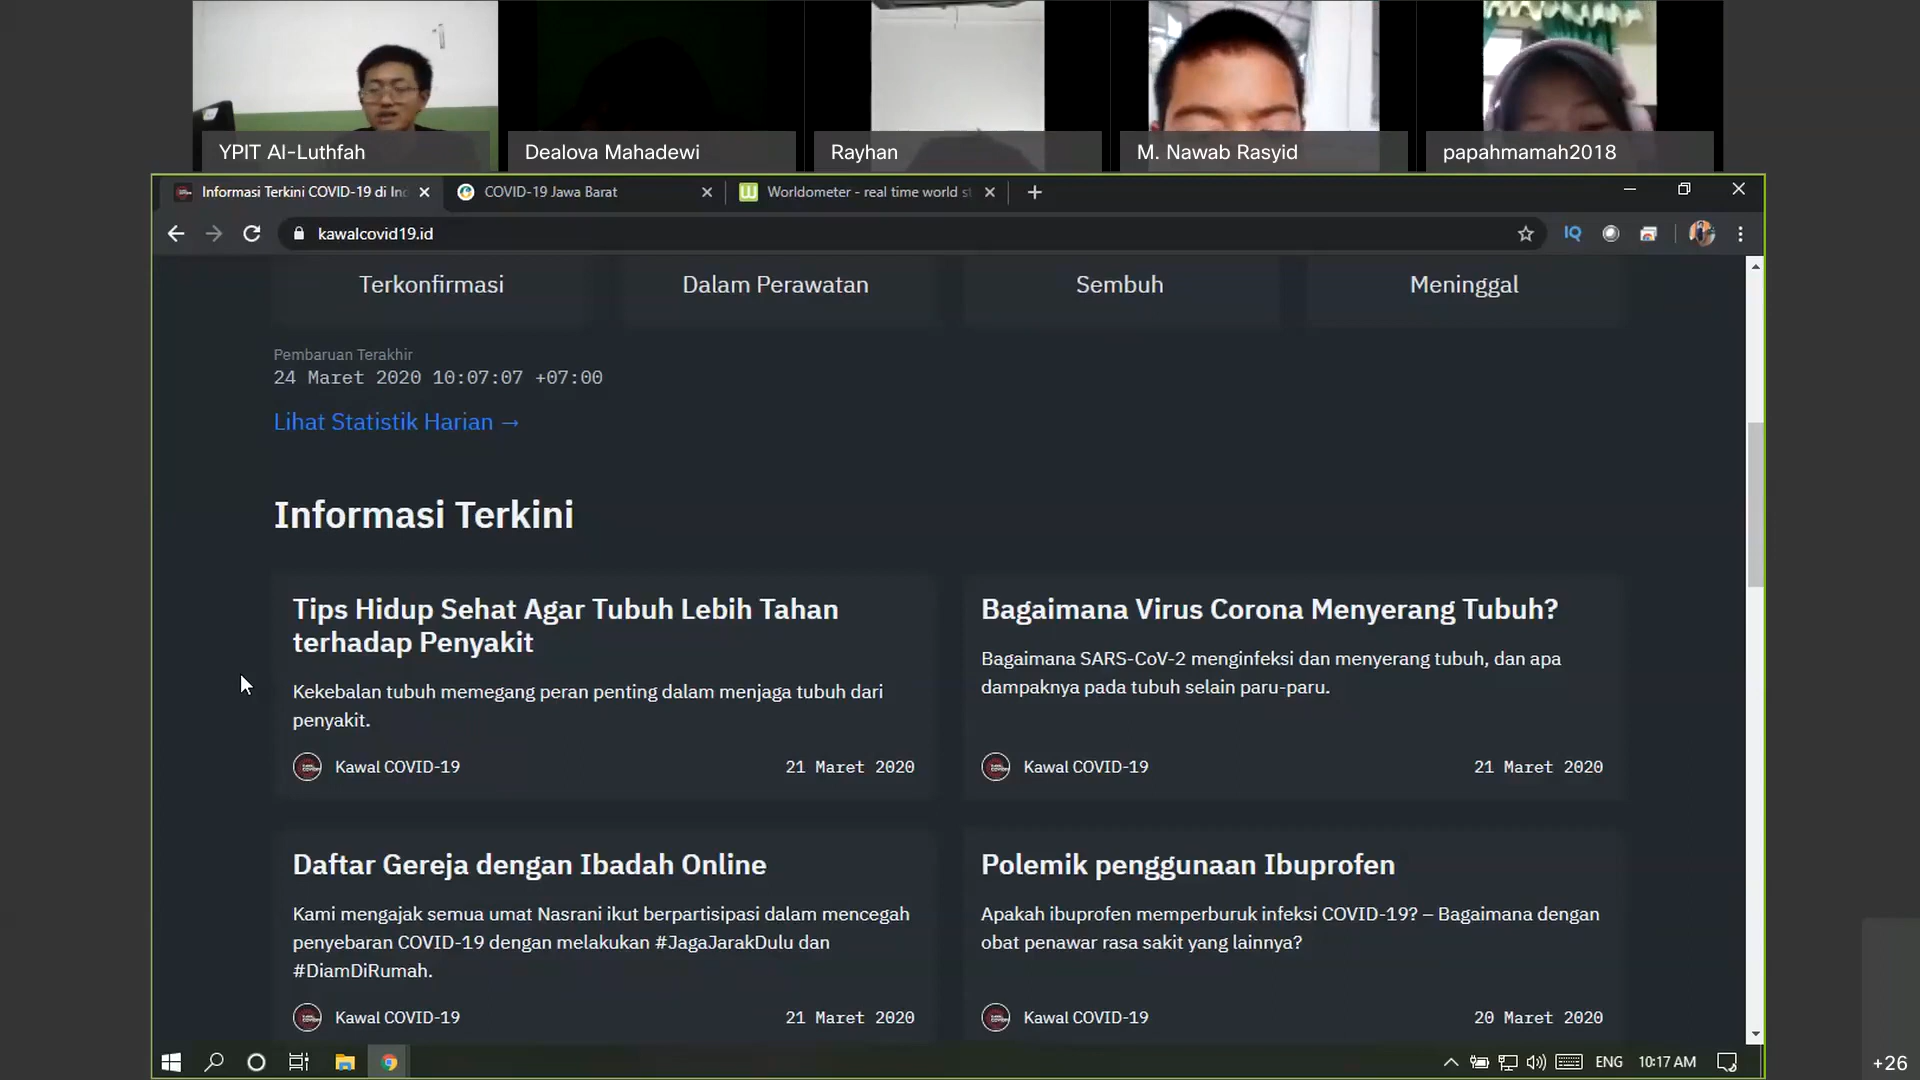 YPIT Al-Luthfah
Dealova Mahadewi
Rayhan
M. Nawab Rasyid
papahmamah2018
Informasi Terkini COVID-19 di Ind
COVID-19 Jawa Barat
Worldometer - real time world st
kawalcovid19.id
IQ
Terkonfirmasi
Dalam Perawatan
Sembuh
Meninggal
Pembaruan Terakhir
24 Maret 2020 10:07:07 +07:00
Lihat Statistik Harian →
Informasi Terkini
Tips Hidup Sehat Agar Tubuh Lebih Tahan
terhadap Penyakit
Kekebalan tubuh memegang peran penting dalam menjaga tubuh dari
penyakit.
Kawal COVID-19
21 Maret 2020
Bagaimana Virus Corona Menyerang Tubuh?
Bagaimana SARS-CoV-2 menginfeksi dan menyerang tubuh, dan apa
dampaknya pada tubuh selain paru-paru.
Kawal COVID-19
21 Maret 2020
Daftar Gereja dengan Ibadah Online
Kami mengajak semua umat Nasrani ikut berpartisipasi dalam mencegah
penyebaran COVID-19 dengan melakukan #JagaJarakDulu dan
#DiamDiRumah.
Kawal COVID-19
21 Maret 2020
Polemik penggunaan Ibuprofen
Apakah ibuprofen memperburuk infeksi COVID-19? – Bagaimana dengan
obat penawar rasa sakit yang lainnya?
Kawal COVID-19
20 Maret 2020
ENG
10:17 AM
+26